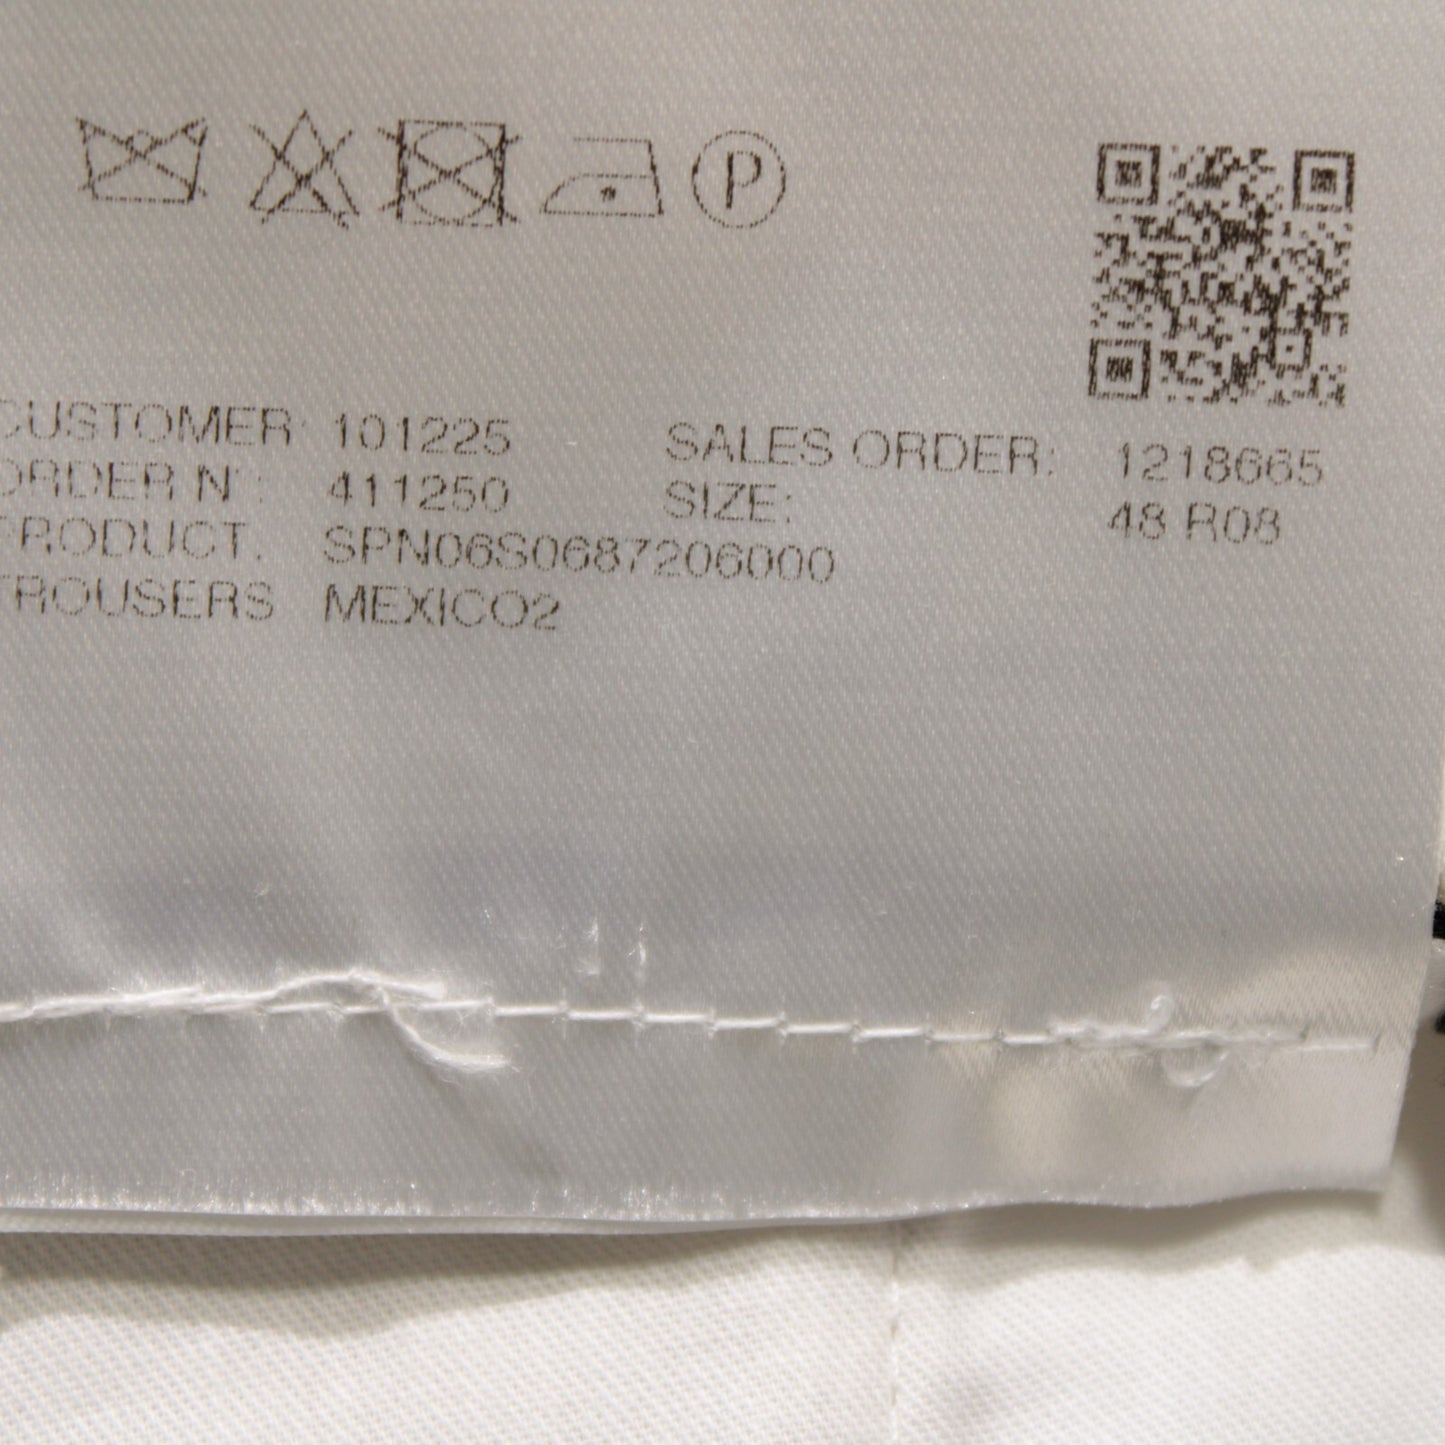 P
CUSTOMER: 101225 SALES ORDER: 1218665
ORDER N°: 411250 SIZE: 48 R08
PRODUCT. SPN06S0687206000
TROUSERS MEXICO2